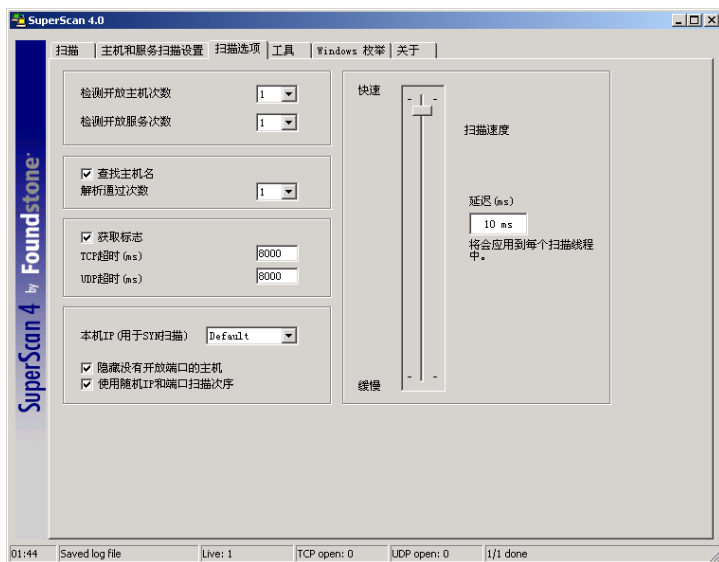 SuperScan 4.0
扫描 主机和服务扫描设置 扫描选项 工具 Windows 枚举 关于
SuperScan 4 by Foundstone
检测开放主机次数 1
检测开放服务次数 1
查找主机名
解析通过次数 1
获取标志
TCP超时(ms) 8000
UDP超时(ms) 8000
本机IP(用于SYN扫描) Default
隐藏没有开放端口的主机
使用随机IP和端口扫描次序
快速
扫描速度
延迟(ms)
10 ms
将会应用到每个扫描线程
中。
缓慢
01:44 Saved log file Live: 1 TCP open: 0 UDP open: 0 1/1 done